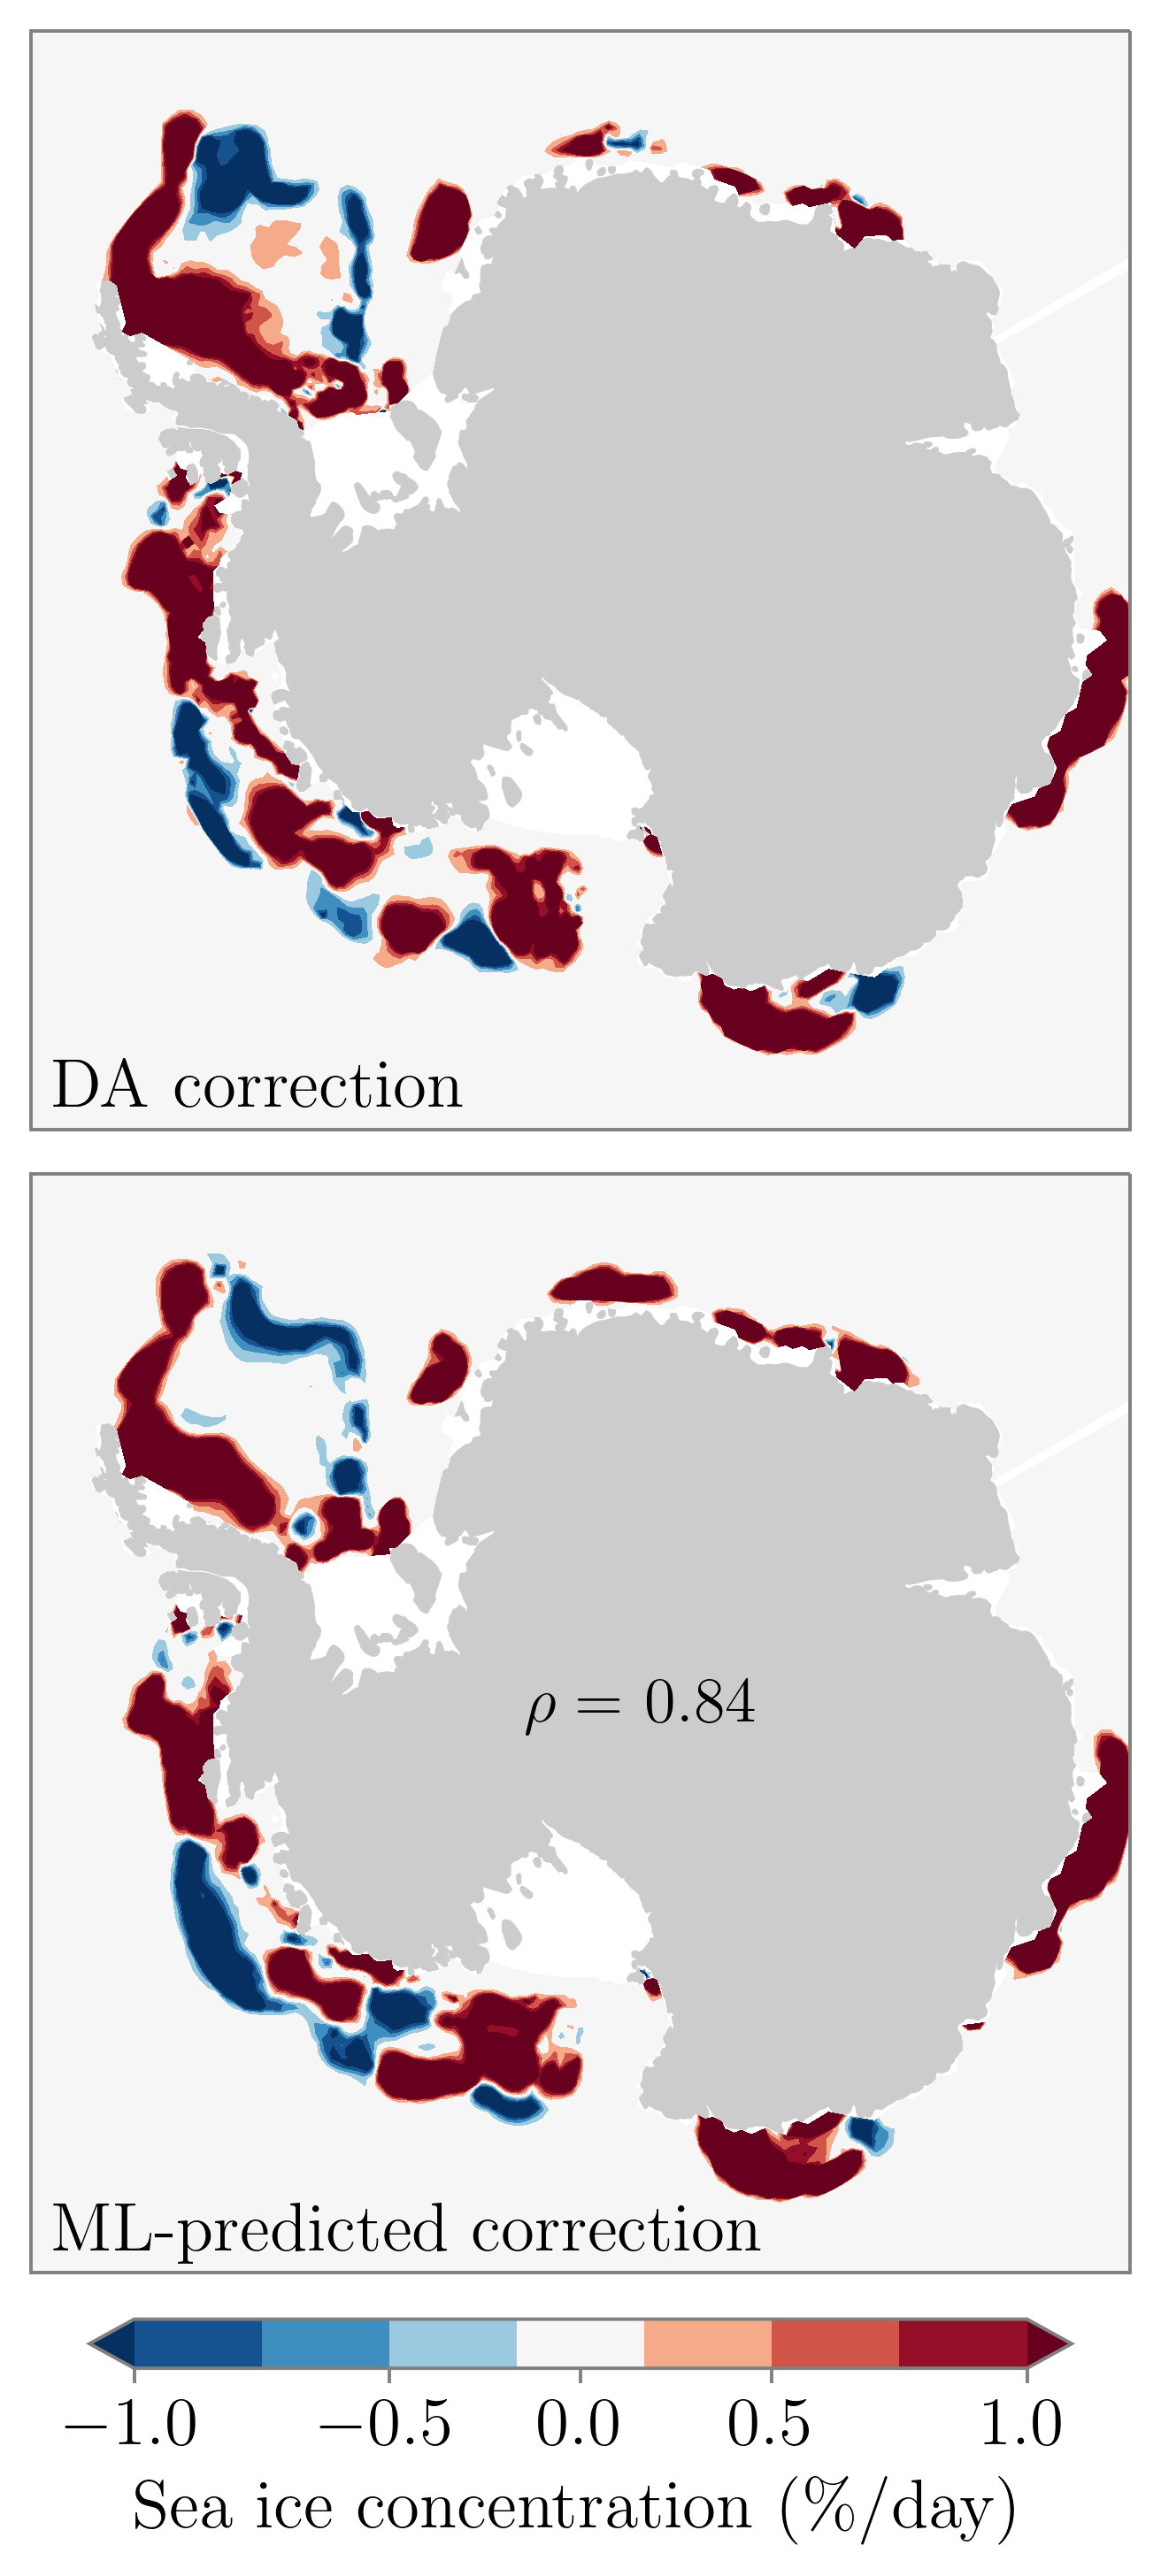 DA correction
ρ = 0.84
ML-predicted correction
−1.0 −0.5 0.0 0.5 1.0
Sea ice concentration (%/day)